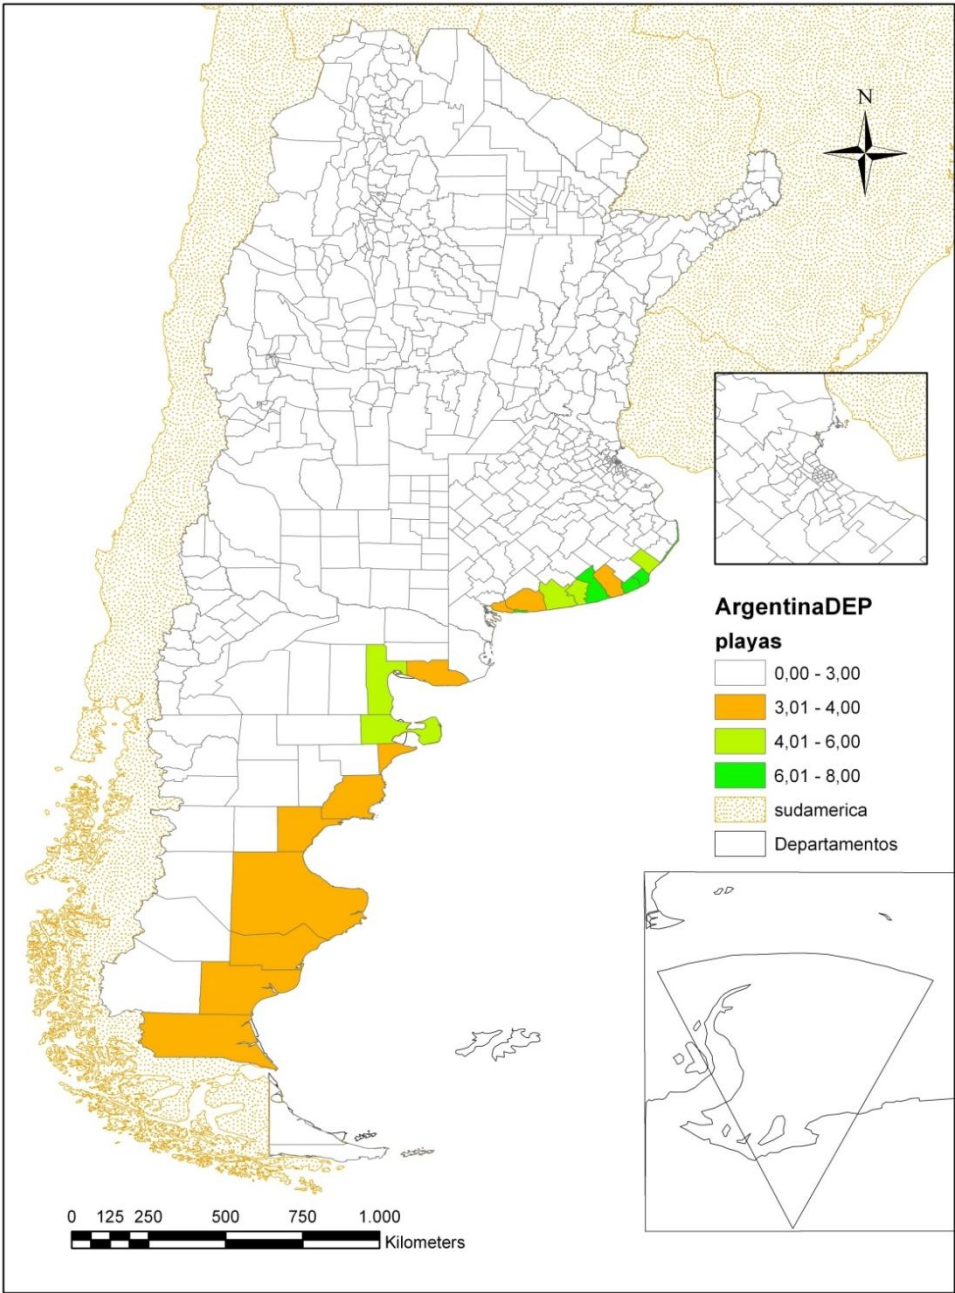 N
ArgentinaDEP
playas
0,00 - 3,00
3,01 - 4,00
4,01 - 6,00
6,01 - 8,00
sudamerica
Departamentos
0 125 250 500 750 1.000
Kilometers